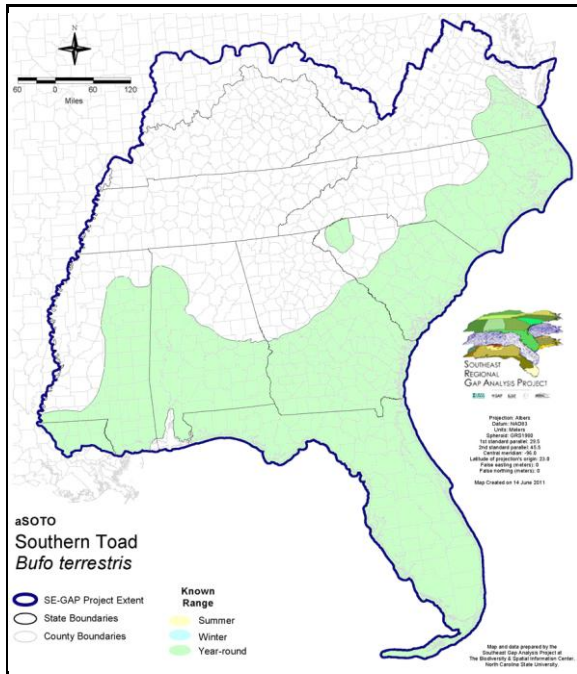 N
60 0 60 120
Miles
SOUTHEAST
REGIONAL
GAP ANALYSIS PROJECT
Projection: Albers
Datum: NAD83
Units: Meters
Spheroid: GRS1980
1st standard parallel: 29.5
2nd standard parallel: 45.5
Central meridian: -96.0
Latitude of projection's origin: 23.0
False easting (meters): 0
False northing (meters): 0
Map Created on 14 June 2011
aSOTO
Southern Toad
Bufo terrestris
SE-GAP Project Extent
State Boundaries
County Boundaries
Known
Range
Summer
Winter
Year-round
Map and data prepared by the
Southeast Gap Analysis Project at
The Biodiversity & Spatial Information Center,
North Carolina State University.